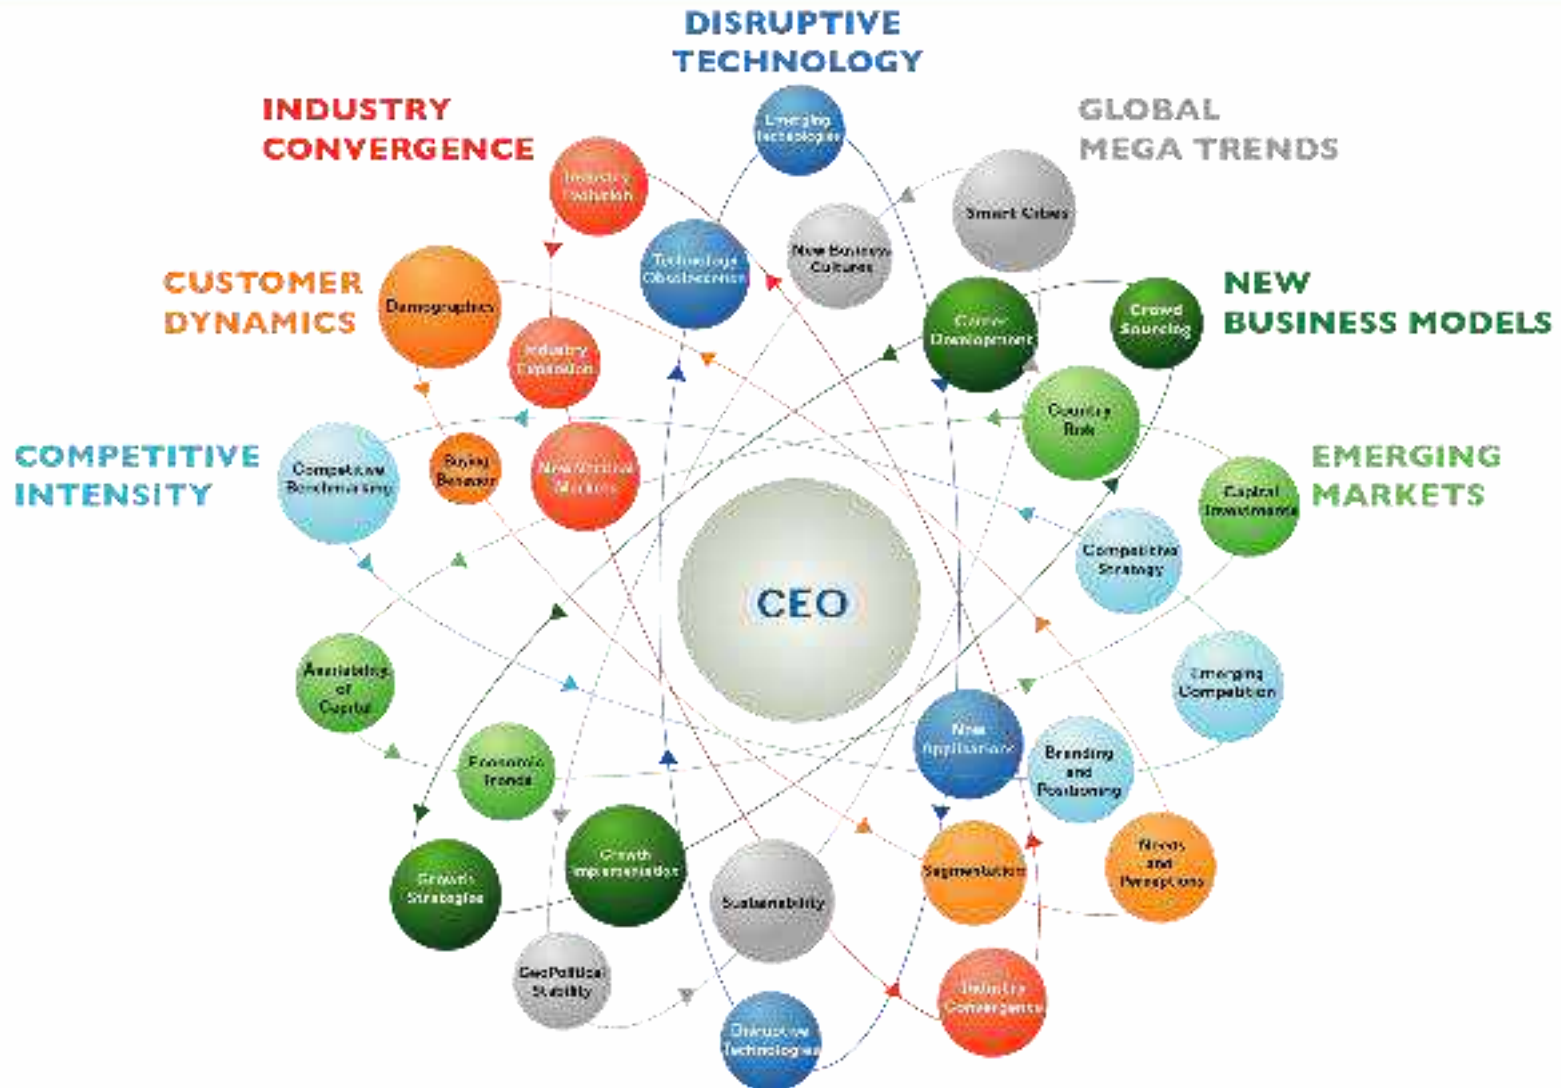 DISRUPTIVE
TECHNOLOGY
INDUSTRY
CONVERGENCE
GLOBAL
MEGA TRENDS
Emerging
Technologies
Industry
Evolution
Smart Cities
New Business
Cultures
Technology
Obsolescence
CUSTOMER
DYNAMICS
Demographics
NEW
BUSINESS MODELS
Career
Development
Crowd
Sourcing
Industry
Expansion
Country
Risk
COMPETITIVE
INTENSITY
Competitive
Benchmarking
Buying
Behavior
New Vertical
Markets
EMERGING
MARKETS
Capital
Investments
Competitive
Strategy
CEO
Availability
of
Capital
Emerging
Competition
Economic
Trends
New
Applications
Branding
and
Positioning
Growth
Implementation
Growth
Strategies
Sustainability
Segmentation
Needs
and
Perceptions
GeoPolitical
Stability
Industry
Convergence
Disruptive
Technologies